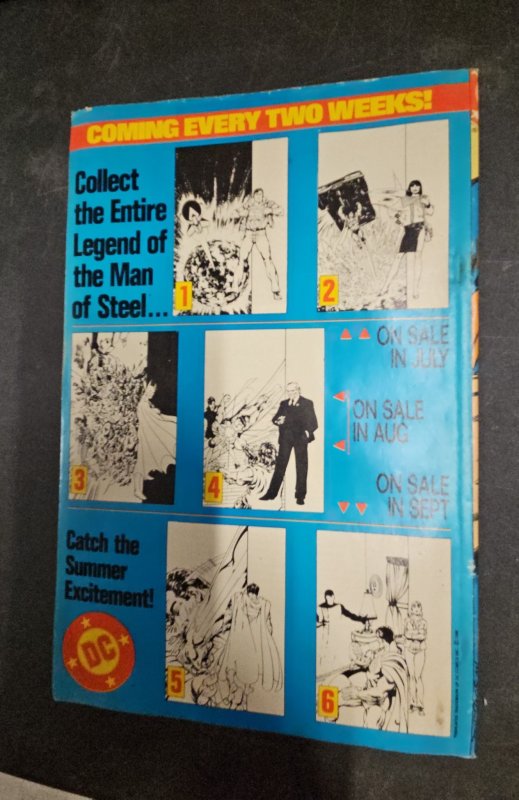 COMING EVERY TWO WEEKS!
Collect
the Entire
Legend of
the Man
of Steel...
1
2
ON SALE
IN JULY
3
4
ON SALE
IN AUG
ON SALE
IN SEPT
Catch the
Summer
Excitement!
DC
5
6